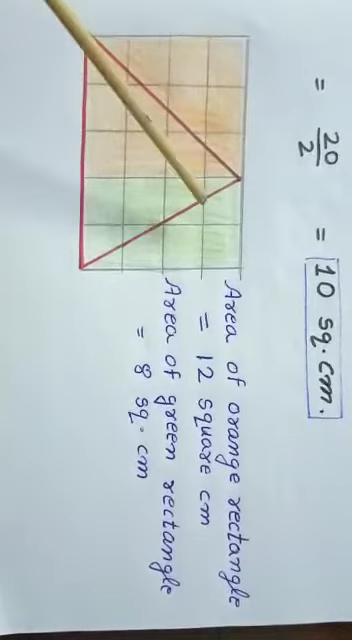 = 20/2 = 10 sq. cm.
Area of orange rectangle
= 12 square cm
Area of green rectangle
= 8 sq. cm